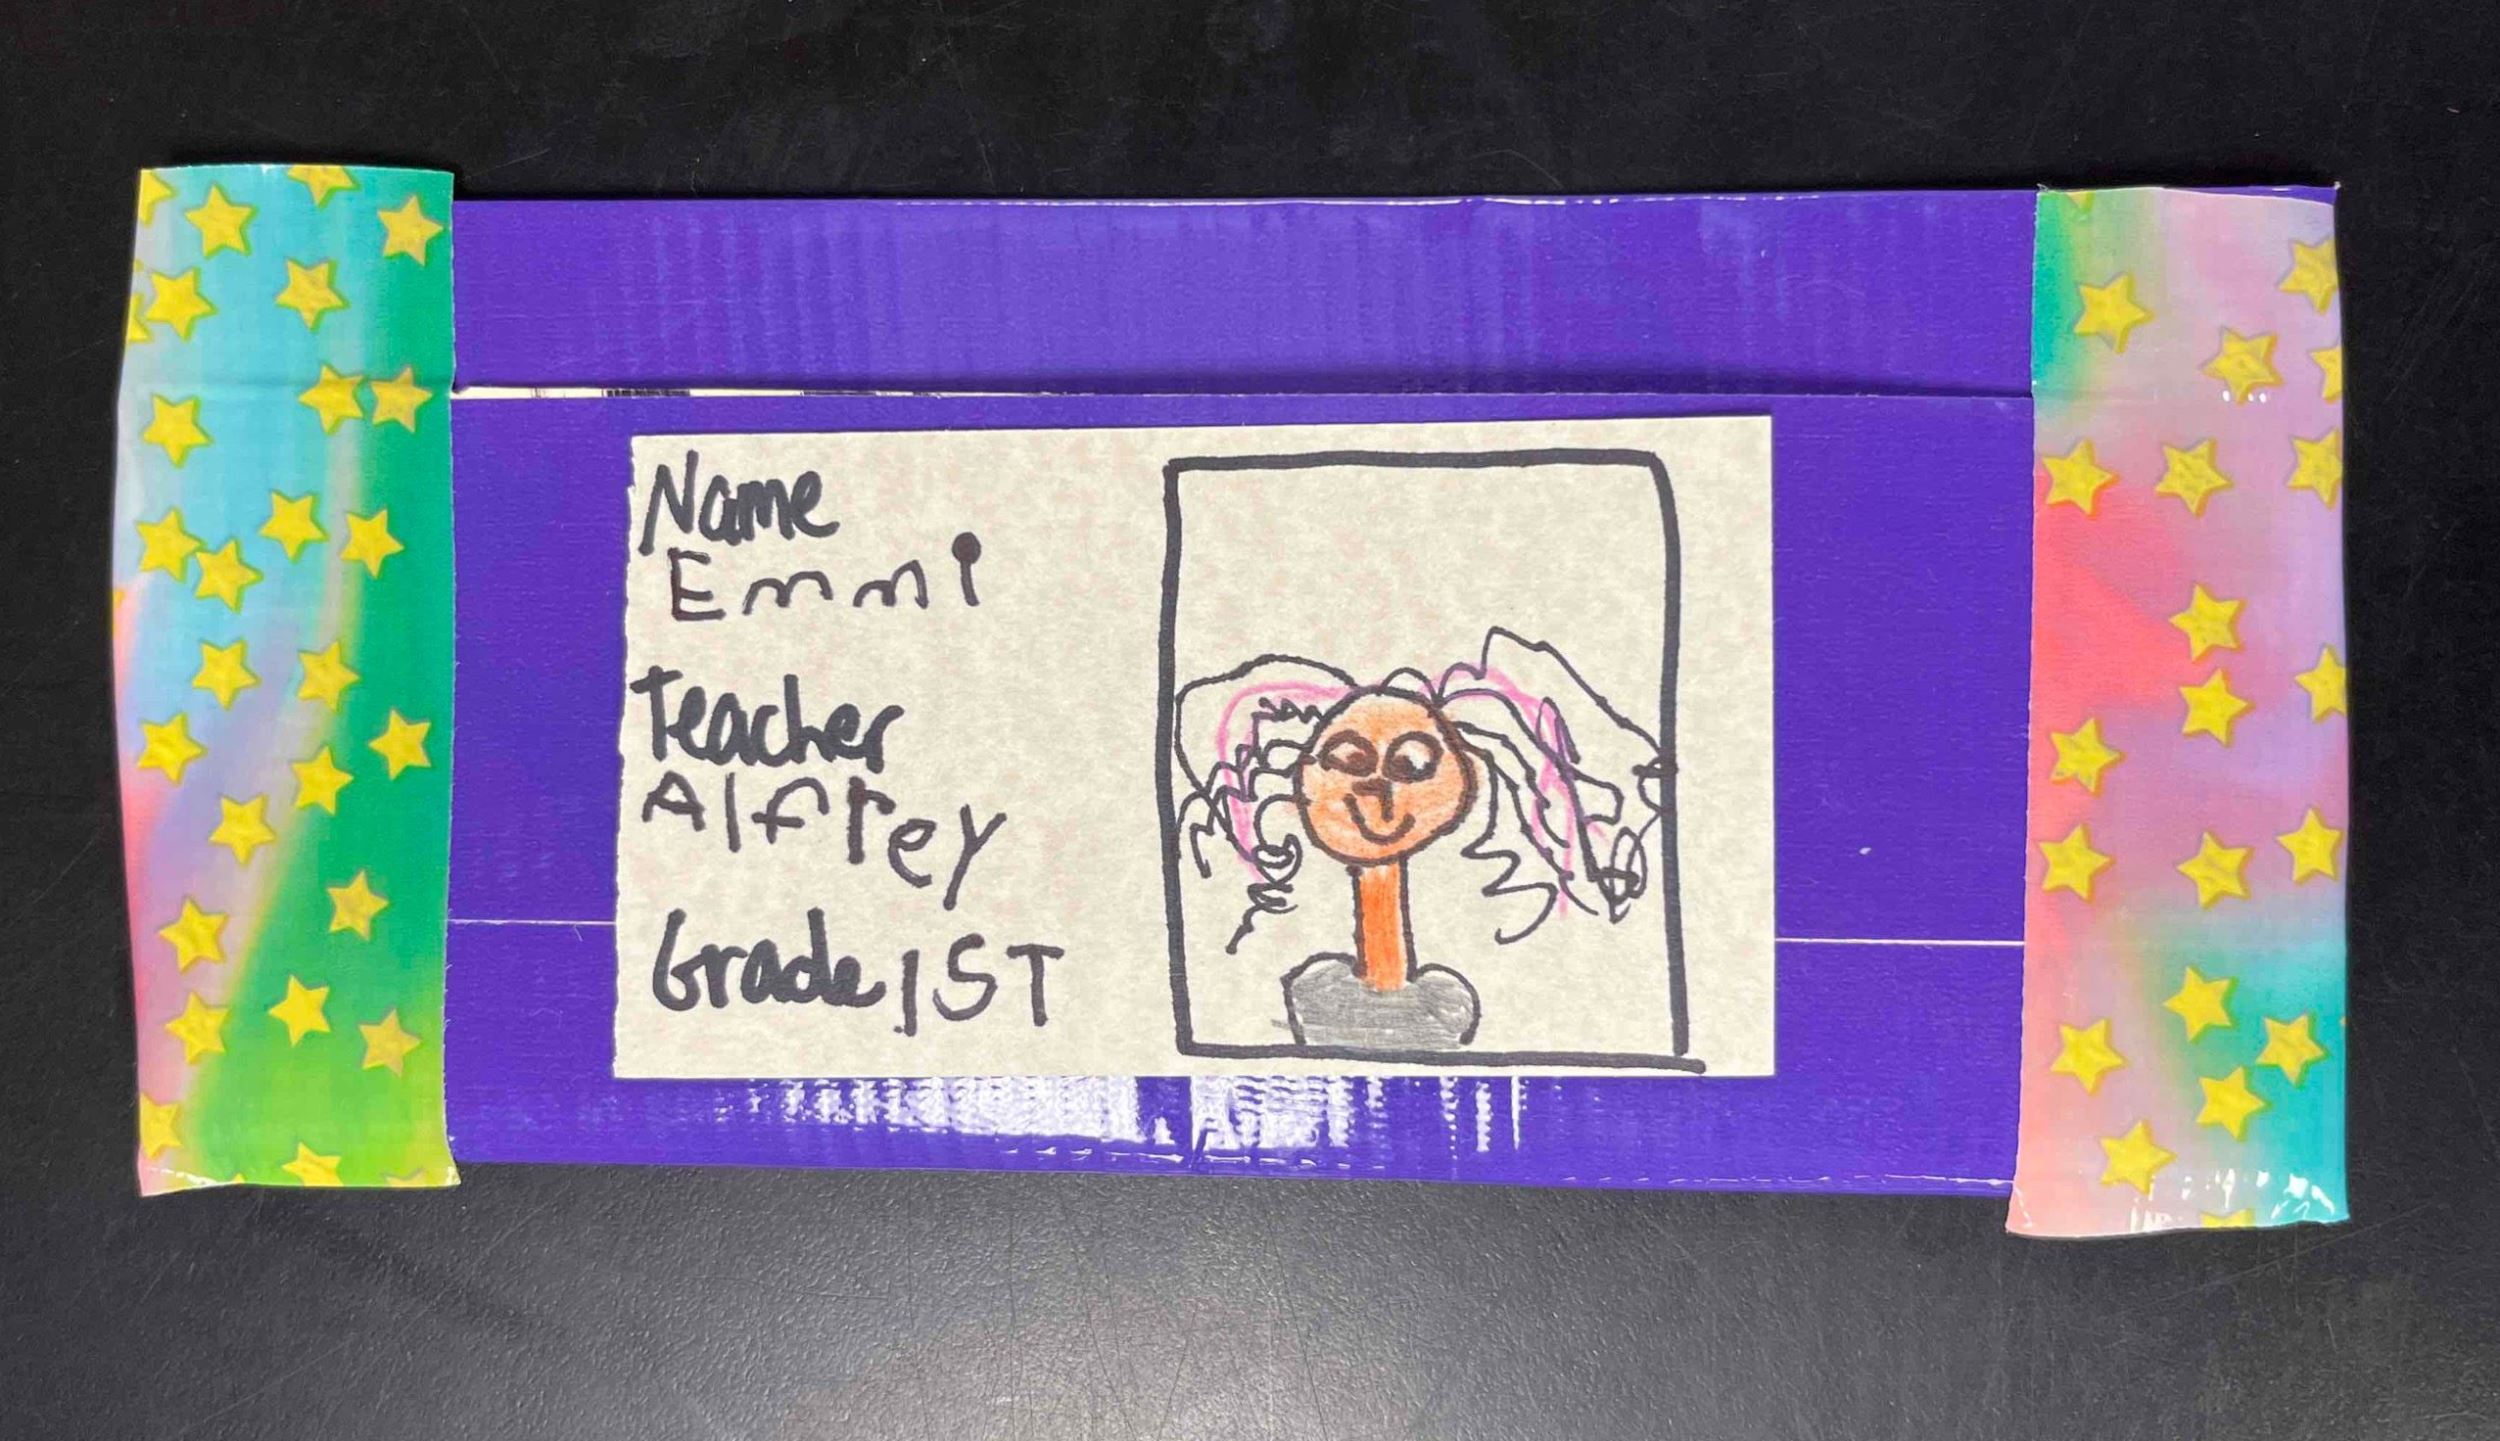 Name
Emmi
Teacher
Alfrey
Grade 1ST